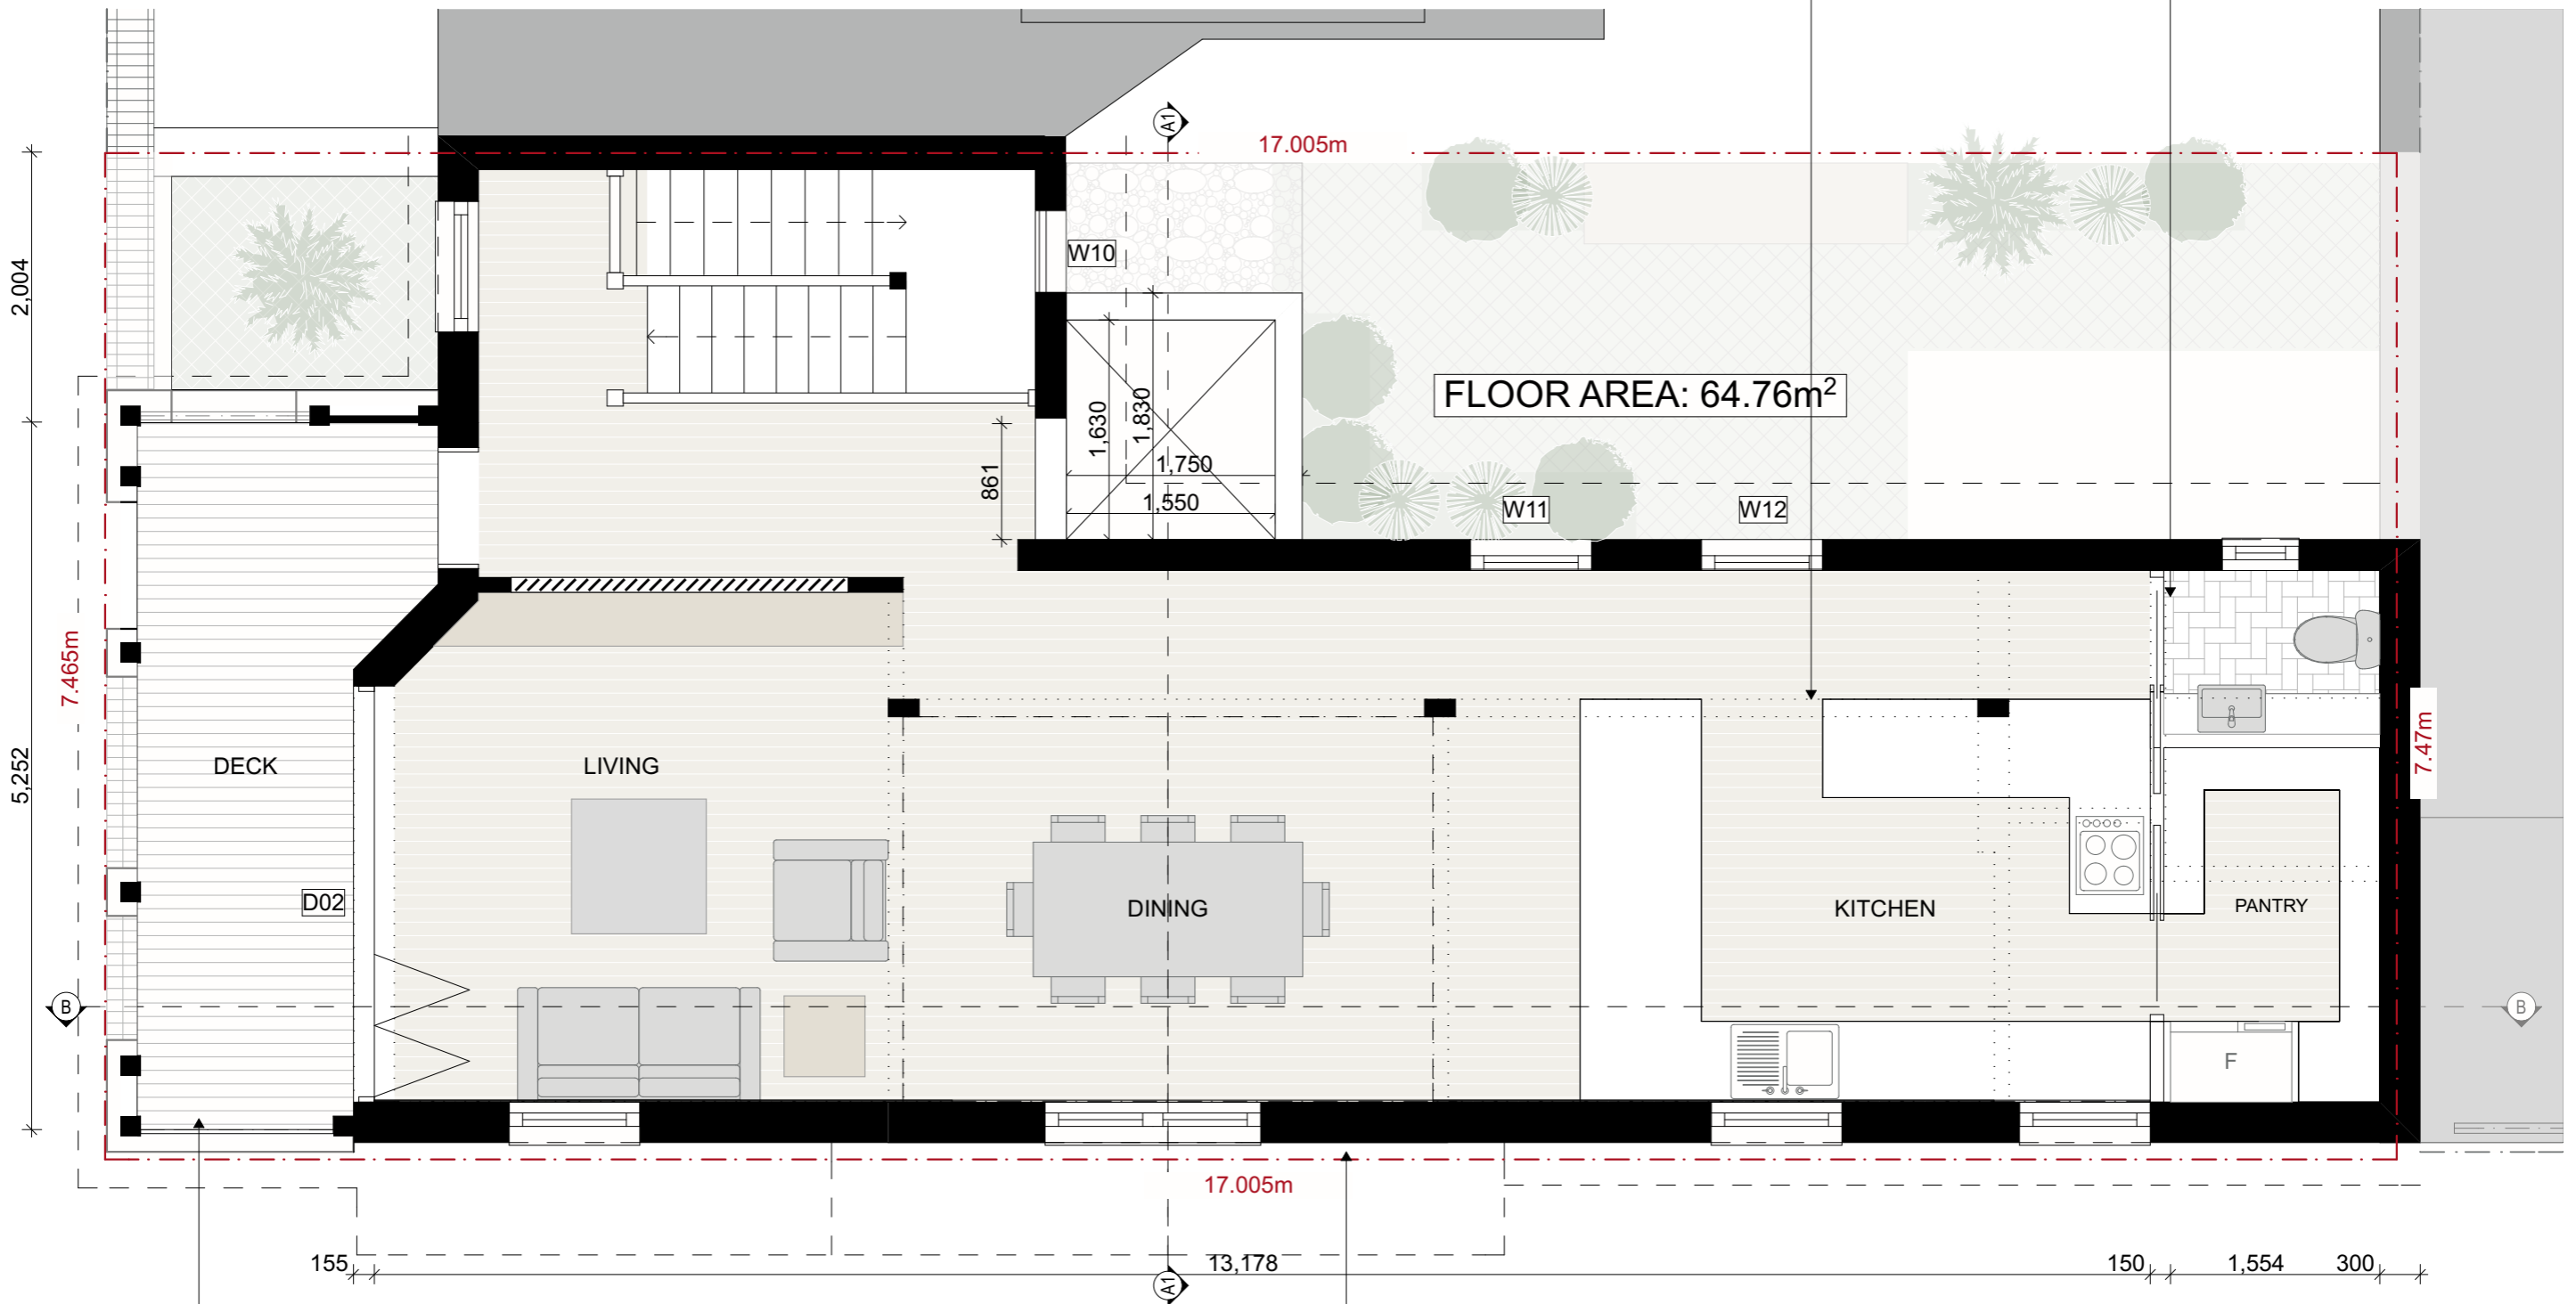 A1
17.005m
W10
2,004
FLOOR AREA: 64.76m²
1,630
1,830
861
1,750
1,550
W11
W12
7.465m
5,252
DECK
LIVING
7.47m
D02
DINING
KITCHEN
PANTRY
B
B
F
17.005m
155
13,178
A1
150
1,554
300